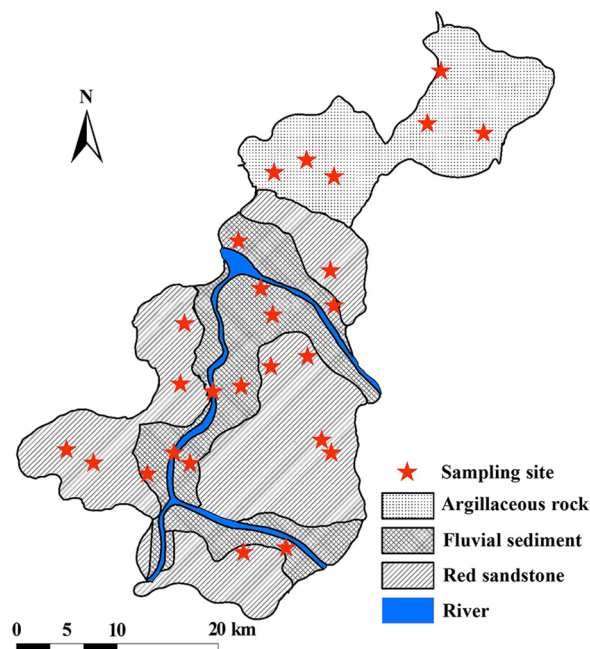 N
Sampling site
Argillaceous rock
Fluvial sediment
Red sandstone
River
0 5 10 20 km